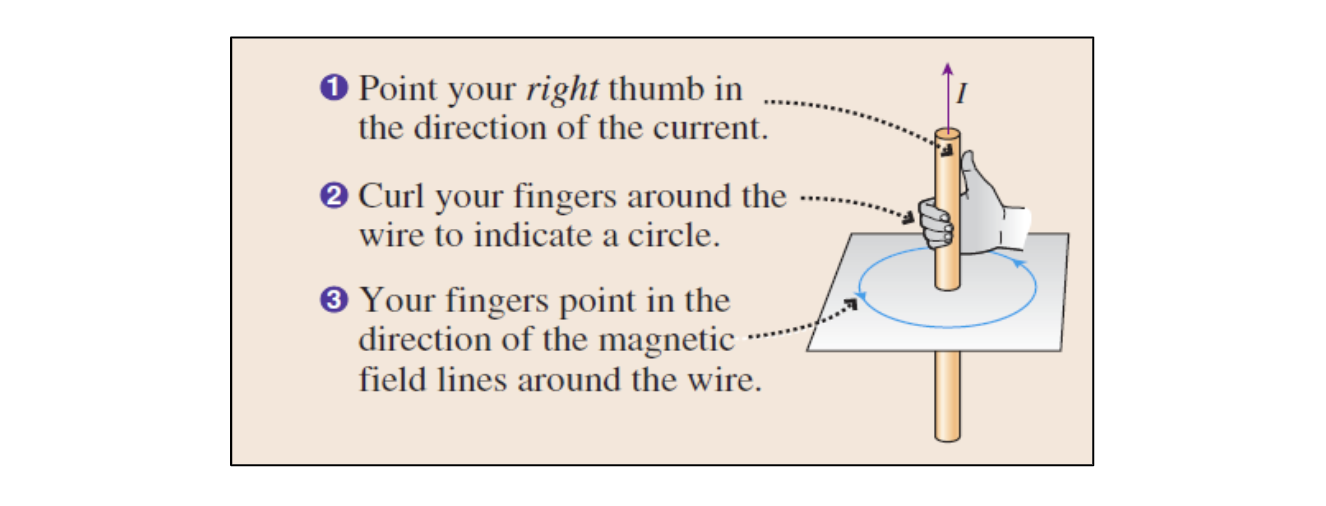 ❶ Point your right thumb in
the direction of the current.
❷ Curl your fingers around the
wire to indicate a circle.
❸ Your fingers point in the
direction of the magnetic
field lines around the wire.
I